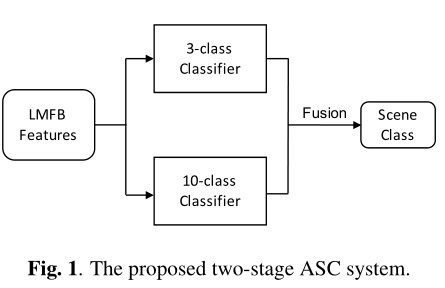 3-class
Classifier
LMFB
Features
Fusion
Scene
Class
10-class
Classifier
Fig. 1. The proposed two-stage ASC system.